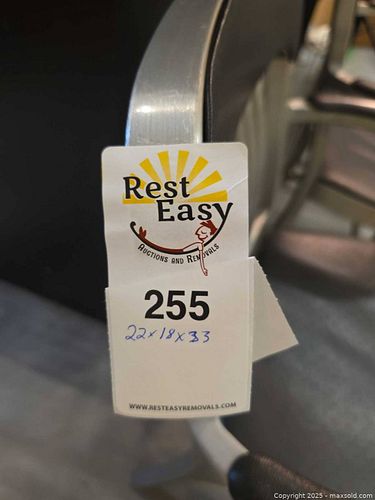 Rest
Easy
AUCTIONS AND REMOVALS
255
22x18x33
WWW.RESTEASYREMOVALS.COM
Copyright 2025 - maxsold.com